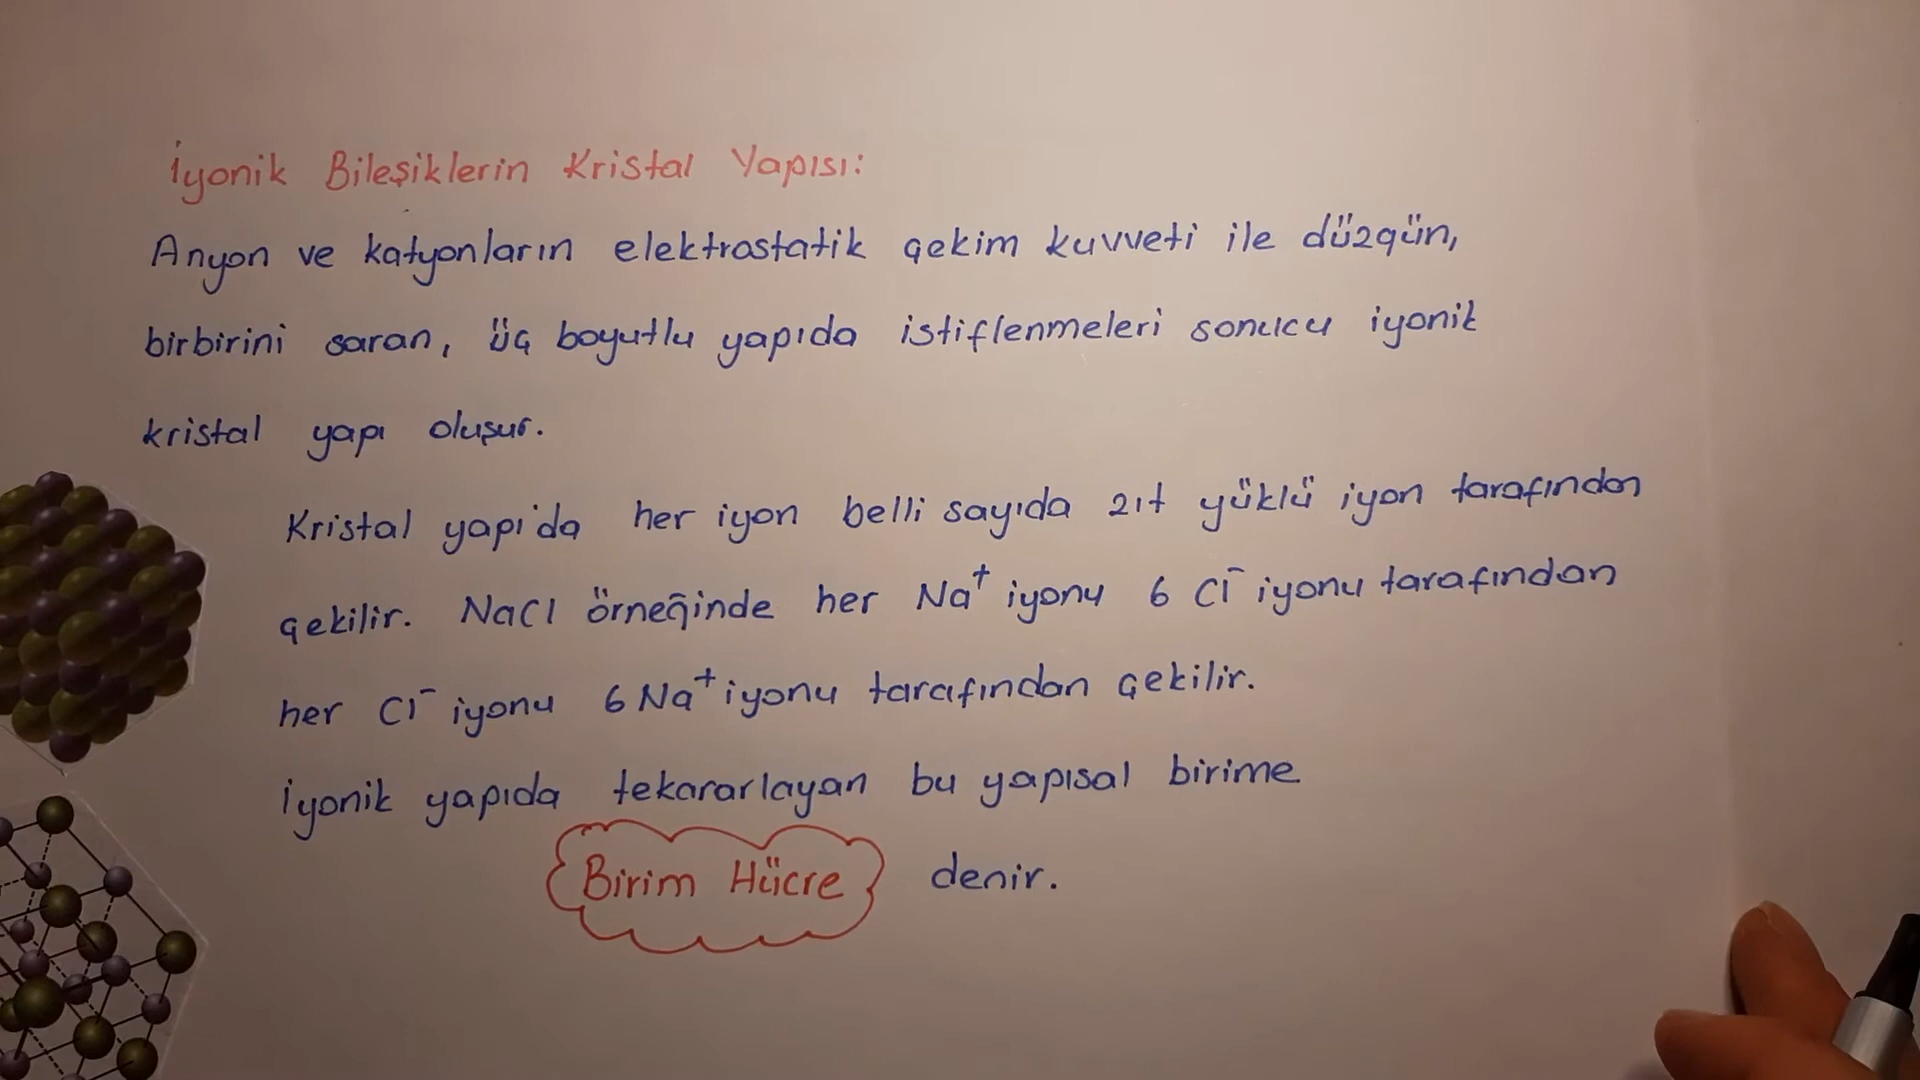 İyonik Bileşiklerin Kristal Yapısı:
Anyon ve katyonların elektrostatik çekim kuvveti ile düzgün,
birbirini saran, üç boyutlu yapıda istiflenmeleri sonucu iyonik
kristal yapı oluşur.
Kristal yapı'da her iyon belli sayıda zıt yüklü iyon tarafından
çekilir. NaCl örneğinde her Na⁺ iyonu 6 Cl⁻ iyonu tarafından
her Cl⁻ iyonu 6 Na⁺ iyonu tarafından çekilir.
İyonik yapıda tekararlayan bu yapısal birime
Birim Hücre denir.